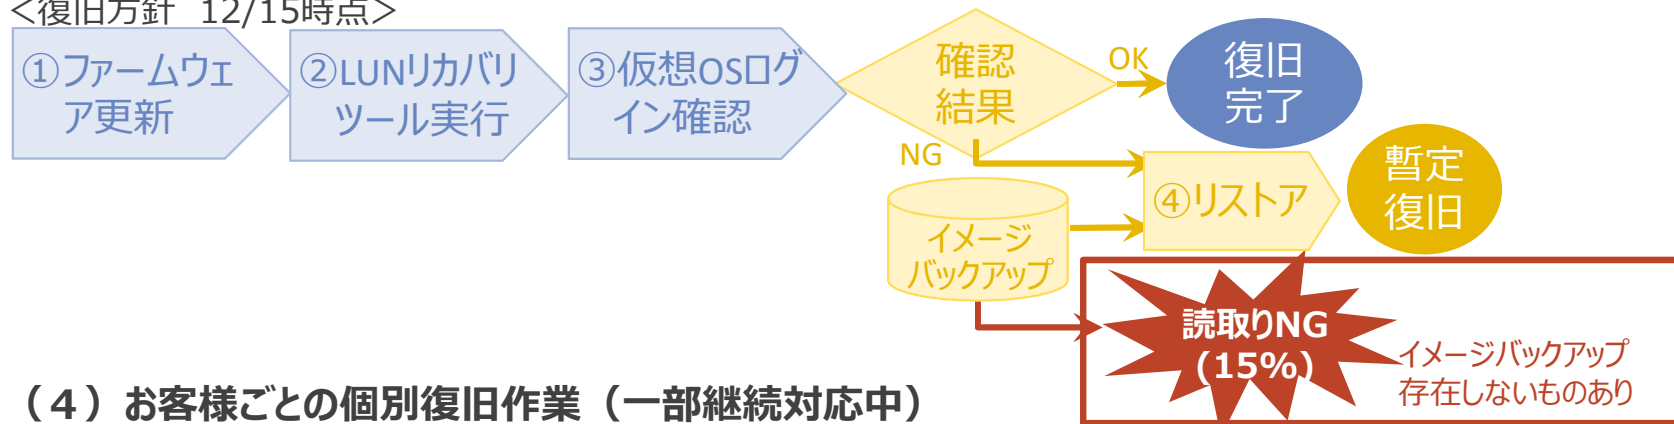 ＜復旧方針　12/15時点＞
①ファームウェ
ア更新
②LUNリカバリ
ツール実行
③仮想OSログ
イン確認
確認
結果
OK
復旧
完了
NG
④リストア
暫定
復旧
イメージ
バックアップ
読取りNG
(15%)
イメージバックアップ
存在しないものあり
（４）お客様ごとの個別復旧作業（一部継続対応中）